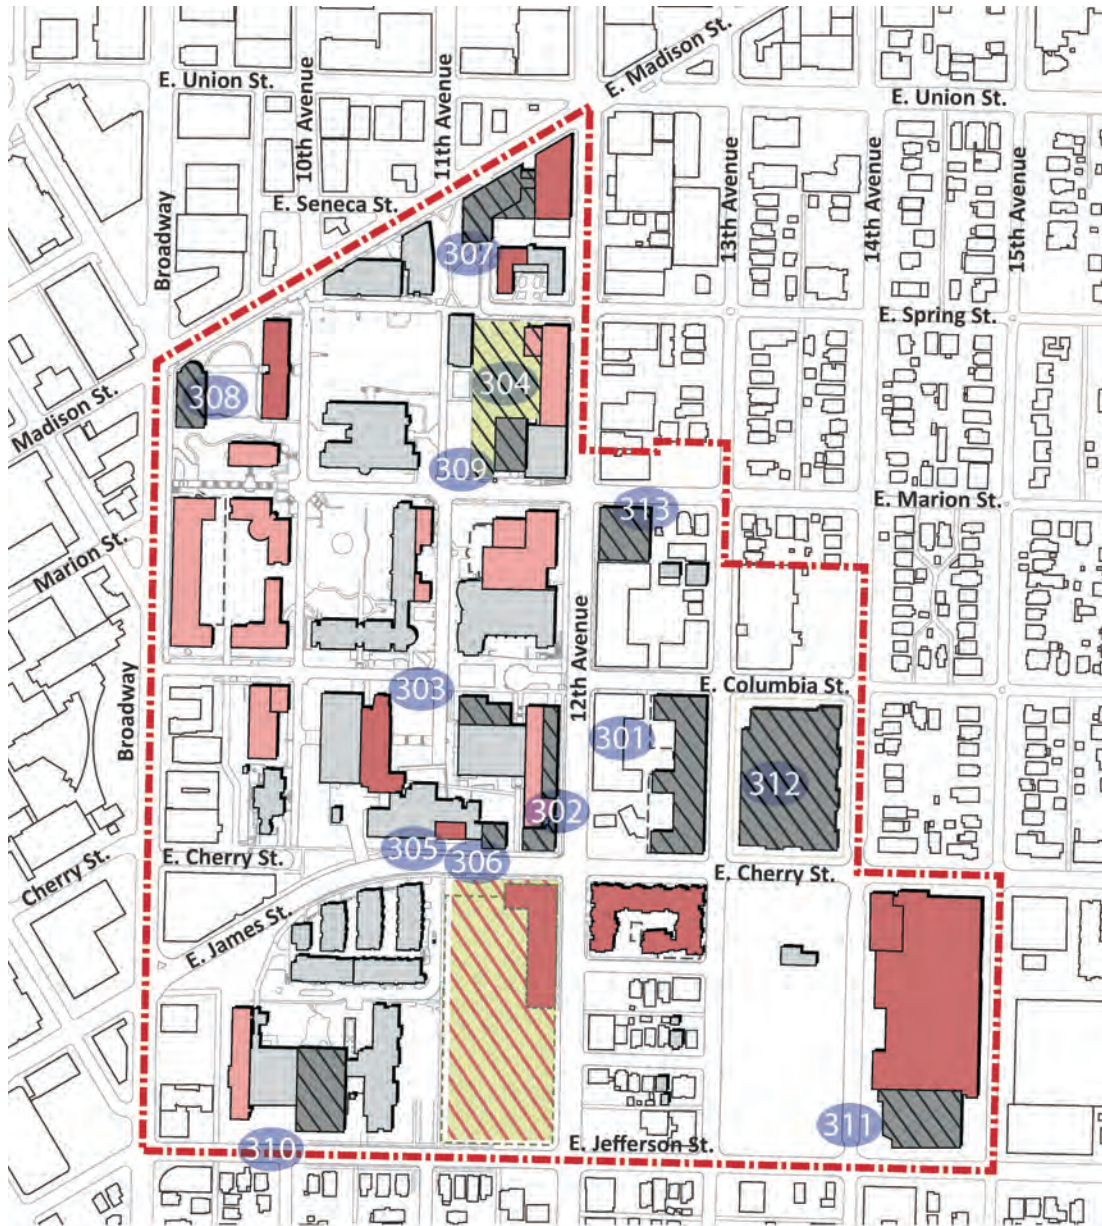 E. Madison St.
E. Union St.
E. Union St.
10th Avenue
11th Avenue
13th Avenue
14th Avenue
15th Avenue
E. Seneca St.
Broadway
307
E. Spring St.
304
308
Madison St.
309
E. Marion St.
313
Marion St.
12th Avenue
303
E. Columbia St.
Broadway
301
312
302
305
306
E. Cherry St.
E. Cherry St.
Cherry St.
E. James St.
311
310
E. Jefferson St.